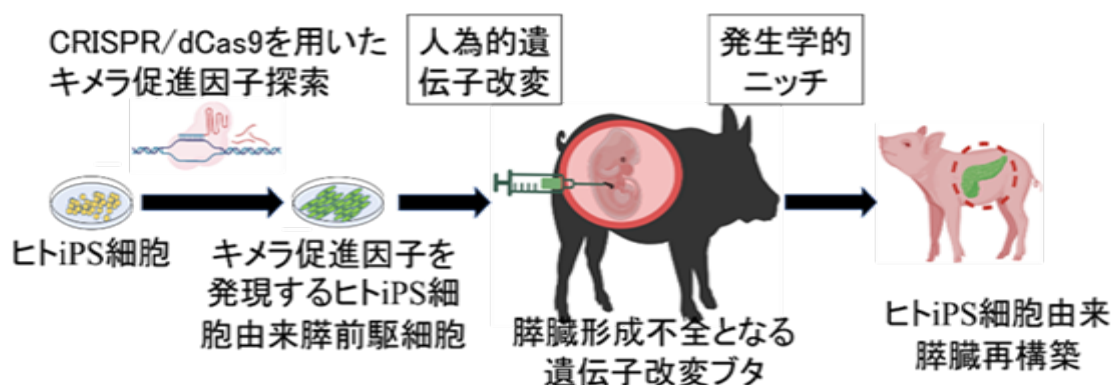 CRISPR/dCas9を用いた
キメラ促進因子探索
人為的遺
伝子改変
発生学的
ニッチ
ヒトiPS細胞
キメラ促進因子を
発現するヒトiPS細
胞由来膵前駆細胞
膵臓形成不全となる
遺伝子改変ブタ
ヒトiPS細胞由来
膵臓再構築